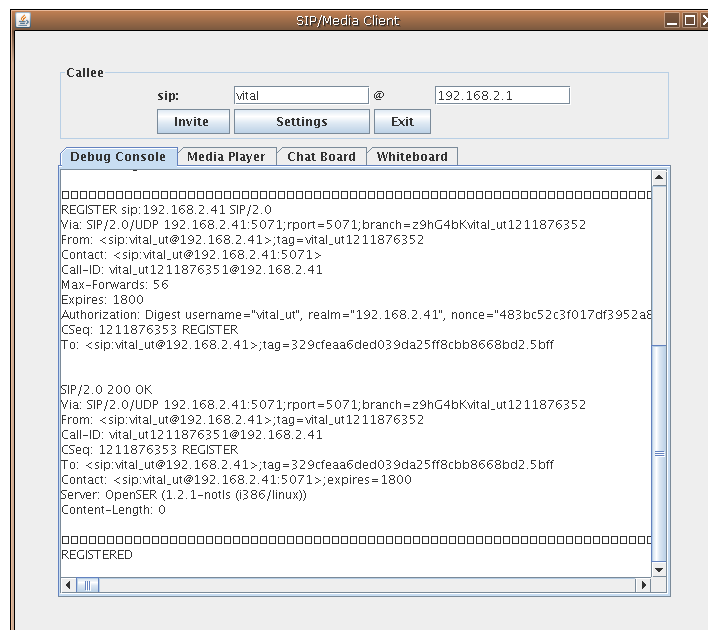 SIP/Media Client
Callee
sip: vital @ 192.168.2.1
Invite Settings Exit
Debug Console Media Player Chat Board Whiteboard
REGISTER sip:192.168.2.41 SIP/2.0
Via: SIP/2.0/UDP 192.168.2.41:5071;rport=5071;branch=z9hG4bKvital_ut1211876352
From: <sip:vital_ut@192.168.2.41>;tag=vital_ut1211876352
Contact: <sip:vital_ut@192.168.2.41:5071>
Call-ID: vital_ut1211876351@192.168.2.41
Max-Forwards: 56
Expires: 1800
Authorization: Digest username="vital_ut", realm="192.168.2.41", nonce="483bc52c3f017df3952a8
CSeq: 1211876353 REGISTER
To: <sip:vital_ut@192.168.2.41>;tag=329cfeaa6ded039da25ff8cbb8668bd2.5bff
SIP/2.0 200 OK
Via: SIP/2.0/UDP 192.168.2.41:5071;rport=5071;branch=z9hG4bKvital_ut1211876352
From: <sip:vital_ut@192.168.2.41>;tag=vital_ut1211876352
Call-ID: vital_ut1211876351@192.168.2.41
CSeq: 1211876353 REGISTER
To: <sip:vital_ut@192.168.2.41>;tag=329cfeaa6ded039da25ff8cbb8668bd2.5bff
Contact: <sip:vital_ut@192.168.2.41:5071>;expires=1800
Server: OpenSER (1.2.1-notls (i386/linux))
Content-Length: 0
REGISTERED